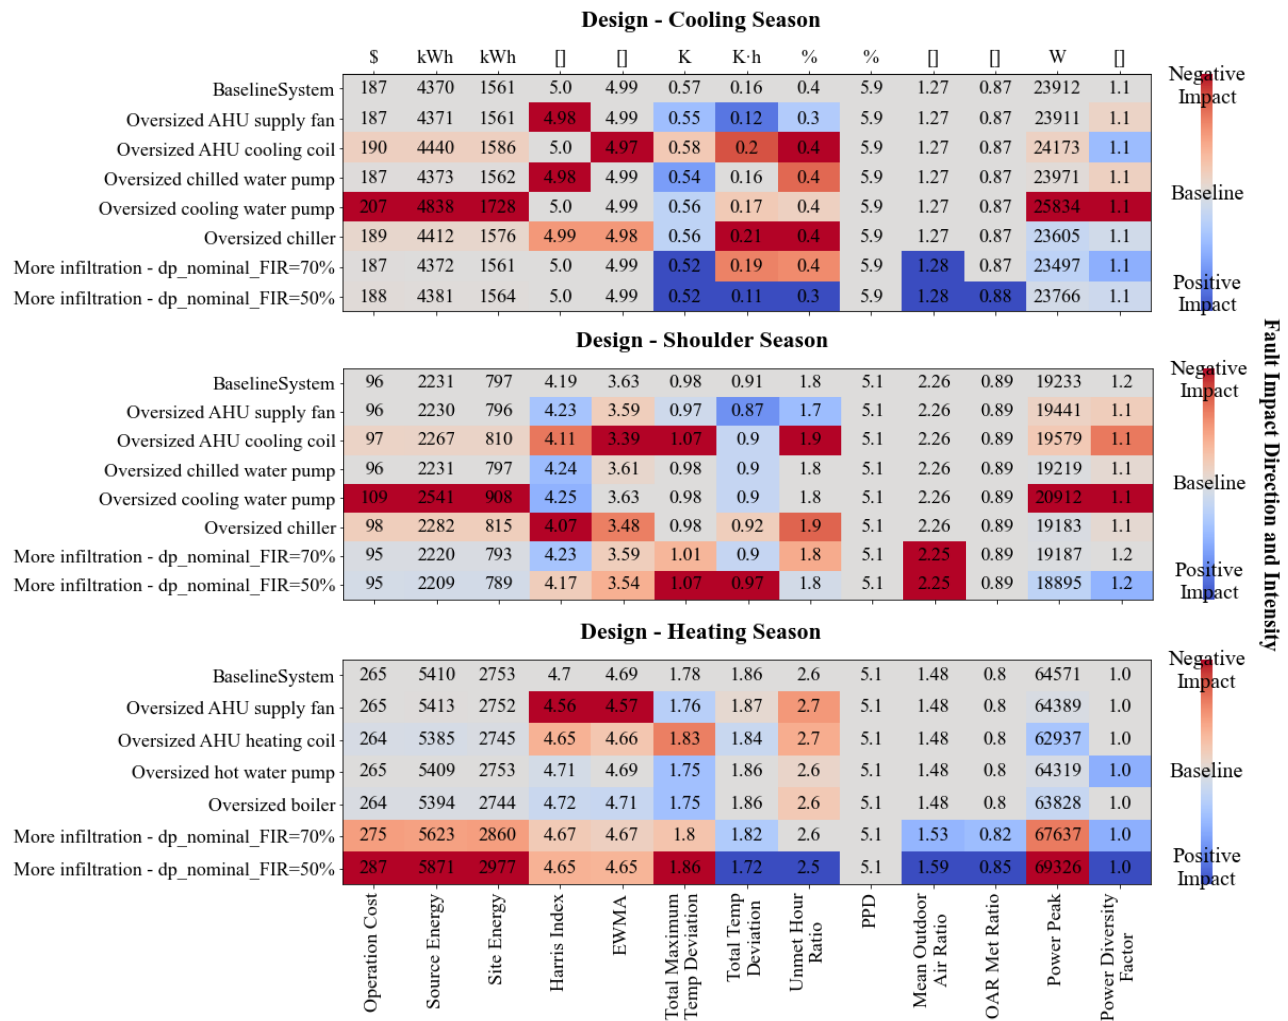 Design - Cooling Season
$ kWh kWh [] [] K K·h % % [] [] W []
BaselineSystem 187 4370 1561 5.0 4.99 0.57 0.16 0.4 5.9 1.27 0.87 23912 1.1
Oversized AHU supply fan 187 4371 1561 4.98 4.99 0.55 0.12 0.3 5.9 1.27 0.87 23911 1.1
Oversized AHU cooling coil 190 4440 1586 5.0 4.97 0.58 0.2 0.4 5.9 1.27 0.87 24173 1.1
Oversized chilled water pump 187 4373 1562 4.98 4.99 0.54 0.16 0.4 5.9 1.27 0.87 23971 1.1
Oversized cooling water pump 207 4838 1728 5.0 4.99 0.56 0.17 0.4 5.9 1.27 0.87 25834 1.1
Oversized chiller 189 4412 1576 4.99 4.98 0.56 0.21 0.4 5.9 1.27 0.87 23605 1.1
More infiltration - dp_nominal_FIR=70% 187 4372 1561 5.0 4.99 0.52 0.19 0.4 5.9 1.28 0.87 23497 1.1
More infiltration - dp_nominal_FIR=50% 188 4381 1564 5.0 4.99 0.52 0.11 0.3 5.9 1.28 0.88 23766 1.1
Negative
Impact
Baseline
Positive
Impact
Design - Shoulder Season
BaselineSystem 96 2231 797 4.19 3.63 0.98 0.91 1.8 5.1 2.26 0.89 19233 1.2
Oversized AHU supply fan 96 2230 796 4.23 3.59 0.97 0.87 1.7 5.1 2.26 0.89 19441 1.1
Oversized AHU cooling coil 97 2267 810 4.11 3.39 1.07 0.9 1.9 5.1 2.26 0.89 19579 1.1
Oversized chilled water pump 96 2231 797 4.24 3.61 0.98 0.9 1.8 5.1 2.26 0.89 19219 1.1
Oversized cooling water pump 109 2541 908 4.25 3.63 0.98 0.9 1.8 5.1 2.26 0.89 20912 1.1
Oversized chiller 98 2282 815 4.07 3.48 0.98 0.92 1.9 5.1 2.26 0.89 19183 1.1
More infiltration - dp_nominal_FIR=70% 95 2220 793 4.23 3.59 1.01 0.9 1.8 5.1 2.25 0.89 19187 1.2
More infiltration - dp_nominal_FIR=50% 95 2209 789 4.17 3.54 1.07 0.97 1.8 5.1 2.25 0.89 18895 1.2
Negative
Impact
Baseline
Positive
Impact
Fault Impact Direction and Intensity
Design - Heating Season
BaselineSystem 265 5410 2753 4.7 4.69 1.78 1.86 2.6 5.1 1.48 0.8 64571 1.0
Oversized AHU supply fan 265 5413 2752 4.56 4.57 1.76 1.87 2.7 5.1 1.48 0.8 64389 1.0
Oversized AHU heating coil 264 5385 2745 4.65 4.66 1.83 1.84 2.7 5.1 1.48 0.8 62937 1.0
Oversized hot water pump 265 5409 2753 4.71 4.69 1.75 1.86 2.6 5.1 1.48 0.8 64319 1.0
Oversized boiler 264 5394 2744 4.72 4.71 1.75 1.86 2.6 5.1 1.48 0.8 63828 1.0
More infiltration - dp_nominal_FIR=70% 275 5623 2860 4.67 4.67 1.8 1.82 2.6 5.1 1.53 0.82 67637 1.0
More infiltration - dp_nominal_FIR=50% 287 5871 2977 4.65 4.65 1.86 1.72 2.5 5.1 1.59 0.85 69326 1.0
Negative
Impact
Baseline
Positive
Impact
Operation Cost
Source Energy
Site Energy
Harris Index
EWMA
Total Maximum
Temp Deviation
Total Temp
Deviation
Unmet Hour
Ratio
PPD
Mean Outdoor
Air Ratio
OAR Met Ratio
Power Peak
Power Diversity
Factor